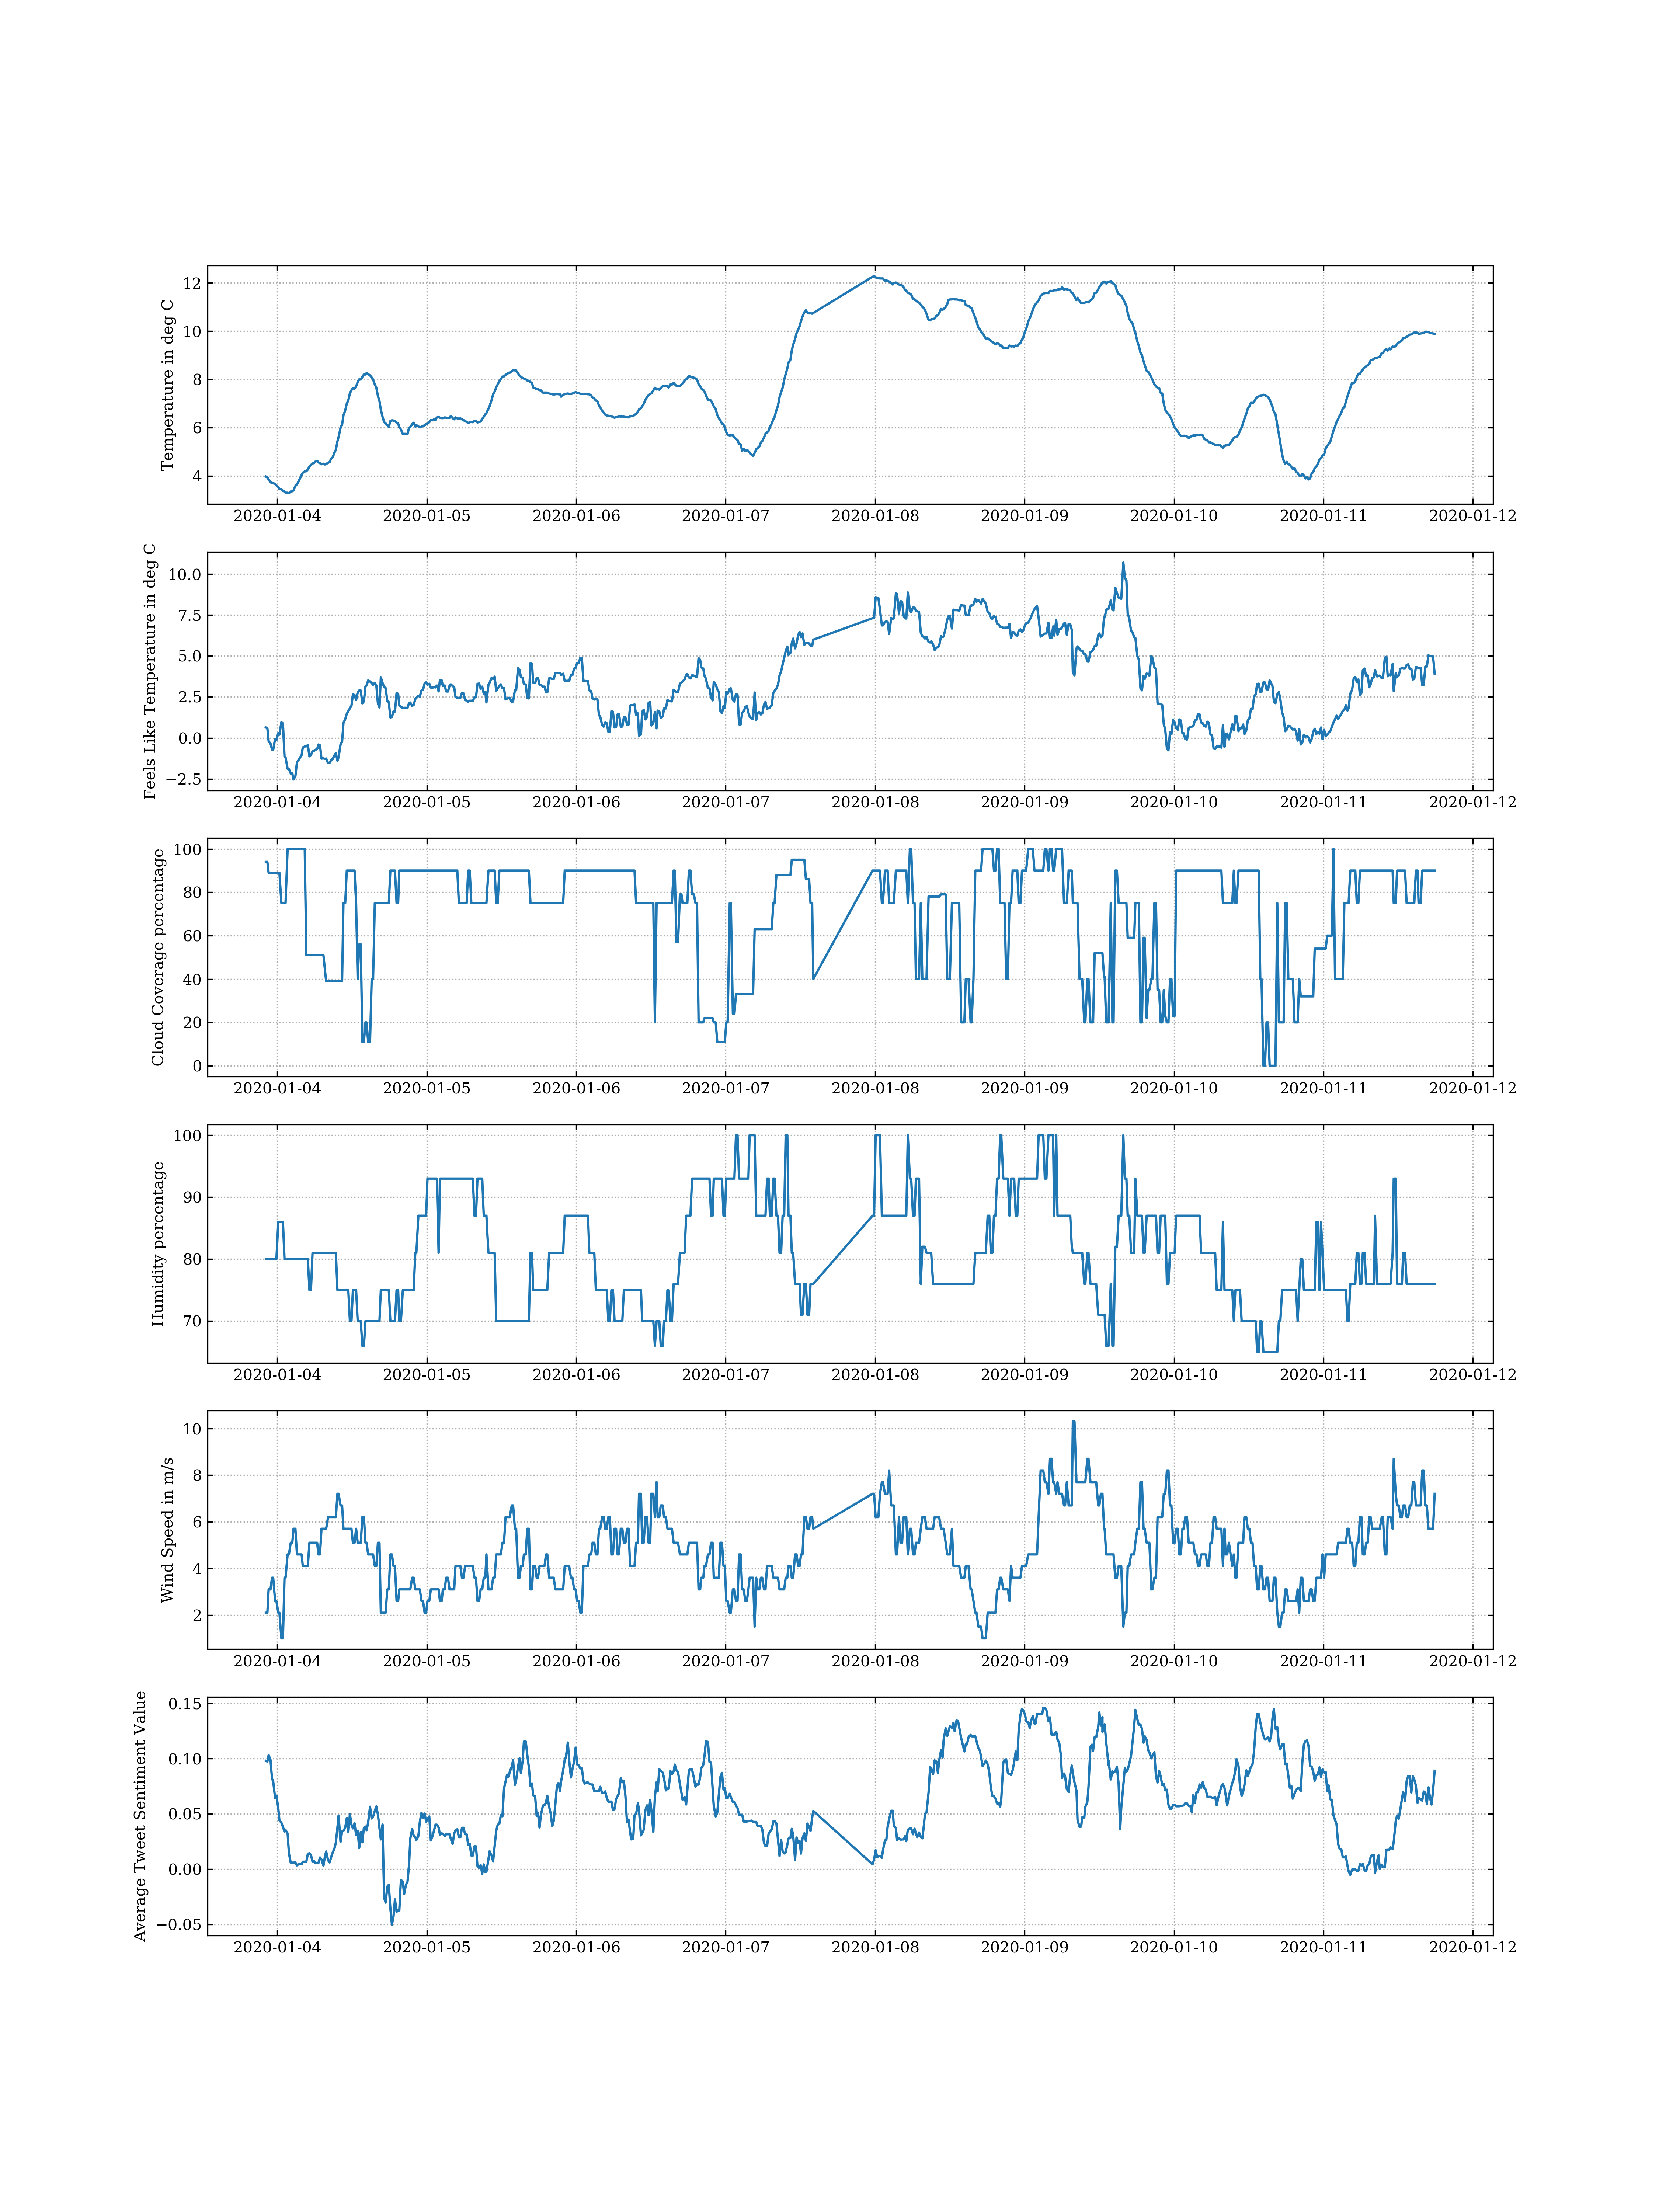 Temperature in deg C
12
10
8
6
4
2020-01-04 2020-01-05 2020-01-06 2020-01-07 2020-01-08 2020-01-09 2020-01-10 2020-01-11 2020-01-12
Feels Like Temperature in deg C
10.0
7.5
5.0
2.5
0.0
−2.5
2020-01-04 2020-01-05 2020-01-06 2020-01-07 2020-01-08 2020-01-09 2020-01-10 2020-01-11 2020-01-12
Cloud Coverage percentage
100
80
60
40
20
0
2020-01-04 2020-01-05 2020-01-06 2020-01-07 2020-01-08 2020-01-09 2020-01-10 2020-01-11 2020-01-12
Humidity percentage
100
90
80
70
2020-01-04 2020-01-05 2020-01-06 2020-01-07 2020-01-08 2020-01-09 2020-01-10 2020-01-11 2020-01-12
Wind Speed in m/s
10
8
6
4
2
2020-01-04 2020-01-05 2020-01-06 2020-01-07 2020-01-08 2020-01-09 2020-01-10 2020-01-11 2020-01-12
Average Tweet Sentiment Value
0.15
0.10
0.05
0.00
−0.05
2020-01-04 2020-01-05 2020-01-06 2020-01-07 2020-01-08 2020-01-09 2020-01-10 2020-01-11 2020-01-12